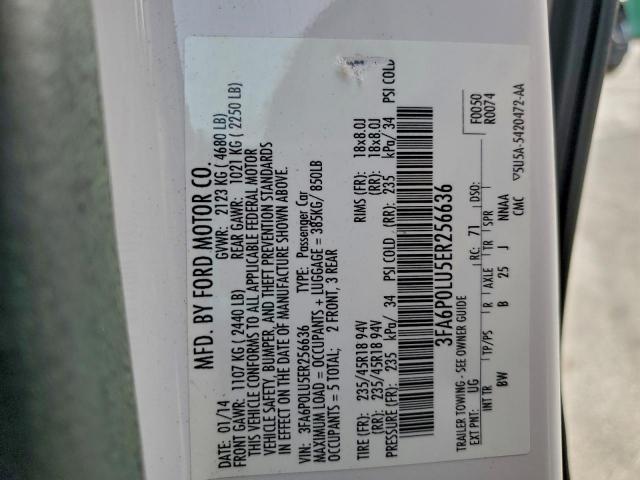 MFD. BY FORD MOTOR CO.
DATE: 01/14 GVWR: 2123 KG ( 4680 LB)
FRONT GAWR: 1107 KG ( 2440 LB) REAR GAWR: 1021 KG ( 2250 LB)
THIS VEHICLE CONFORMS TO ALL APPLICABLE FEDERAL MOTOR
VEHICLE SAFETY, BUMPER, AND THEFT PREVENTION STANDARDS
IN EFFECT ON THE DATE OF MANUFACTURE SHOWN ABOVE.
VIN: 3FA6P0LU5ER256636 TYPE: Passenger Car
MAXIMUM LOAD = OCCUPANTS + LUGGAGE = 385KG/ 850LB
OCCUPANTS = 5 TOTAL: 2 FRONT, 3 REAR
TIRE (FR): 235/45R18 94V RIMS (FR): 18x8.0J
(RR): 235/45R18 94V (RR): 18x8.0J
PRESSURE (FR): 235 kPa/ 34 PSI COLD (RR): 235 kPa/ 34 PSI COLD
3FA6P0LU5ER256636
TRAILER TOWING - SEE OWNER GUIDE
EXT PNT: UG RC: 71 DSO: F0050
R0074
INT TR TP/PS R AXLE TR SPR
BW B 25 J NNAA
CMC ▽5U5A-5420472-AA